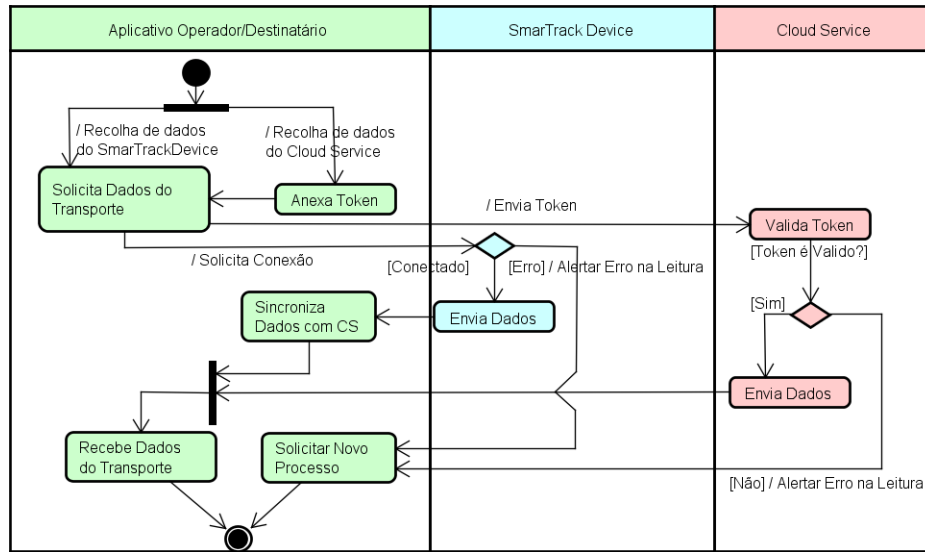 Aplicativo Operador/Destinatário
SmarTrack Device
Cloud Service
/ Recolha de dados
do SmarTrackDevice
/ Recolha de dados
do Cloud Service
Solicita Dados do
Transporte
Anexa Token
/ Envia Token
Valida Token
/ Solicita Conexão
[Conectado]
[Erro] / Alertar Erro na Leitura
[Token é Valido?]
Sincroniza
Dados com CS
Envia Dados
[Sim]
Envia Dados
Recebe Dados
do Transporte
Solicitar Novo
Processo
[Não] / Alertar Erro na Leitura